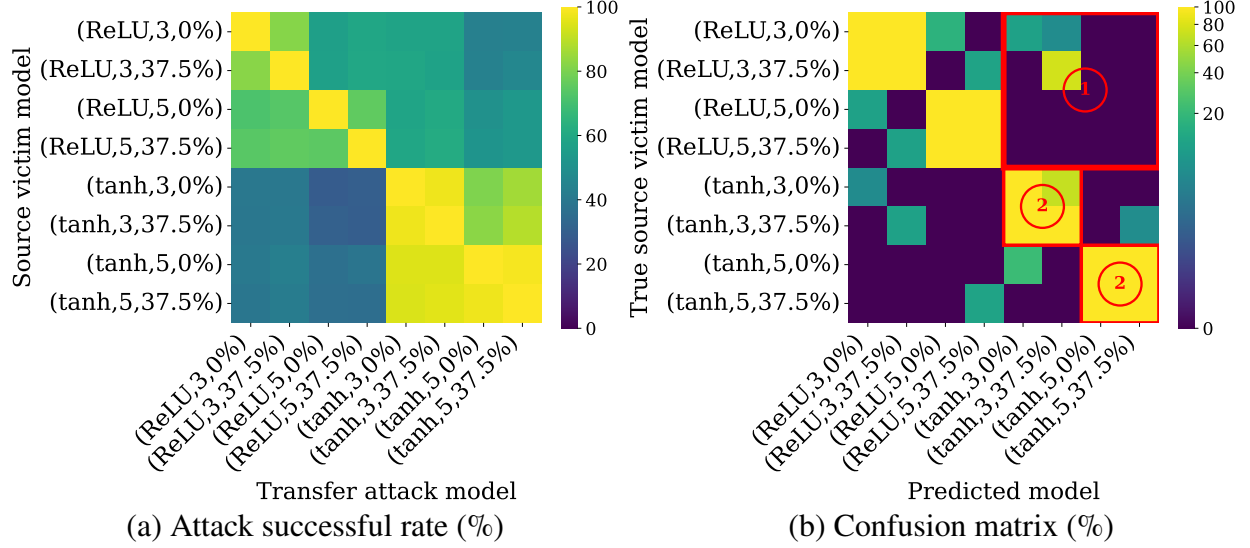 Source victim model
(ReLU,3,0%)
(ReLU,3,37.5%)
(ReLU,5,0%)
(ReLU,5,37.5%)
(tanh,3,0%)
(tanh,3,37.5%)
(tanh,5,0%)
(tanh,5,37.5%)
(ReLU,3,0%)
(ReLU,3,37.5%)
(ReLU,5,0%)
(ReLU,5,37.5%)
(tanh,3,0%)
(tanh,3,37.5%)
(tanh,5,0%)
(tanh,5,37.5%)
Transfer attack model
100
80
60
40
20
0
(a) Attack successful rate (%)
True source victim model
(ReLU,3,0%)
(ReLU,3,37.5%)
(ReLU,5,0%)
(ReLU,5,37.5%)
(tanh,3,0%)
(tanh,3,37.5%)
(tanh,5,0%)
(tanh,5,37.5%)
1
2
2
(ReLU,3,0%)
(ReLU,3,37.5%)
(ReLU,5,0%)
(ReLU,5,37.5%)
(tanh,3,0%)
(tanh,3,37.5%)
(tanh,5,0%)
(tanh,5,37.5%)
Predicted model
100
80
60
40
20
0
(b) Confusion matrix (%)